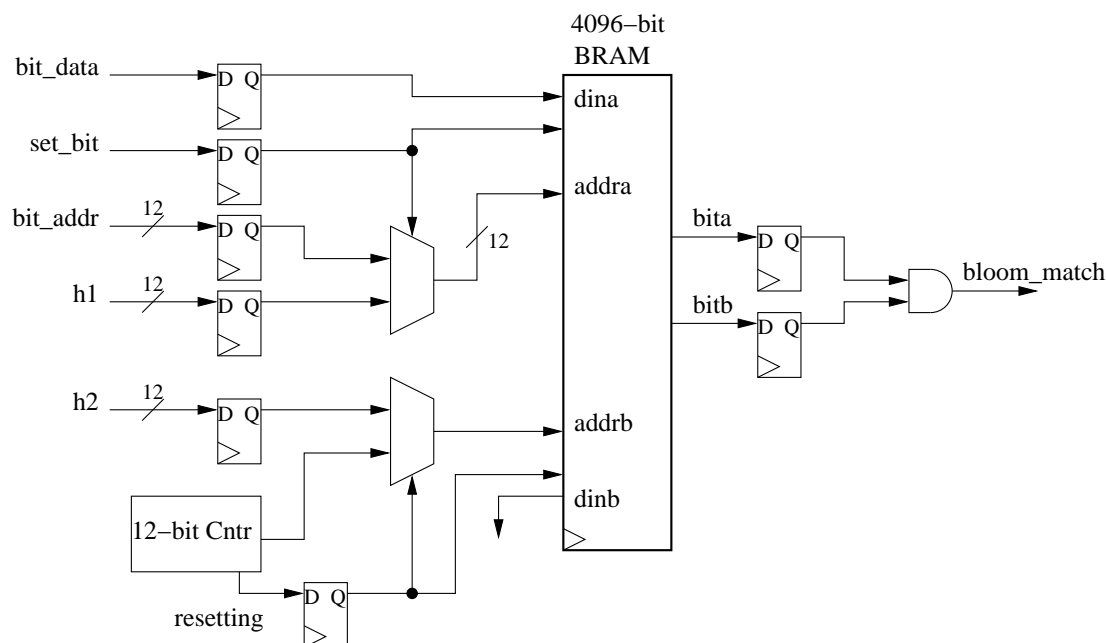 4096−bit
BRAM
bit_data
D Q
dina
set_bit
D Q
bit_addr
12
D Q
addra
12
bita
D Q
bloom_match
h1
12
D Q
bitb
D Q
h2
12
D Q
addrb
dinb
12−bit Cntr
resetting
D Q